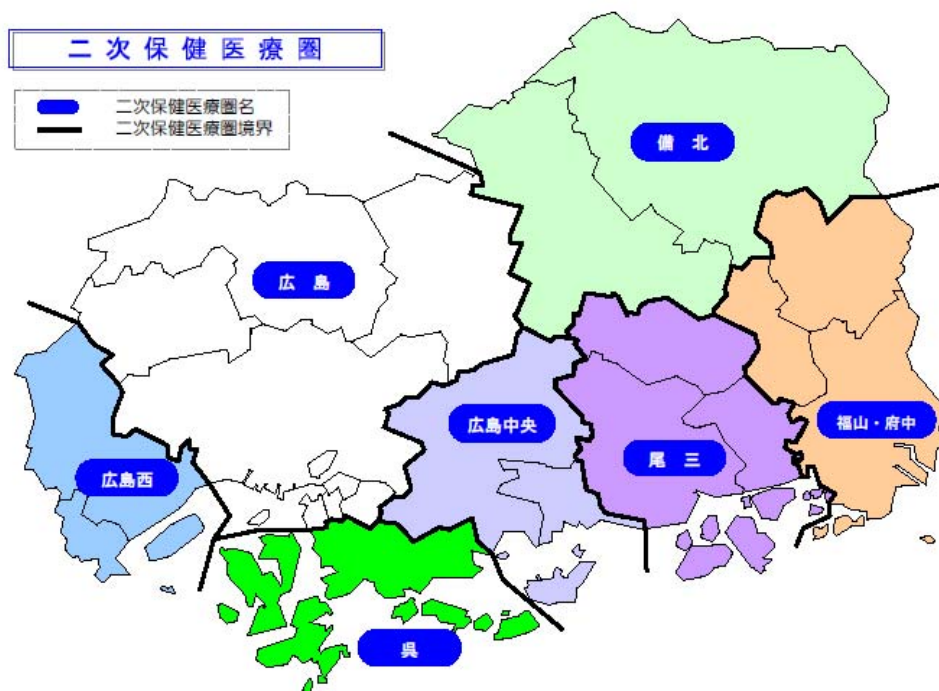 二次保健医療圏
二次保健医療圏名
二次保健医療圏境界
備北
広島
広島中央
福山・府中
尾三
広島西
呉